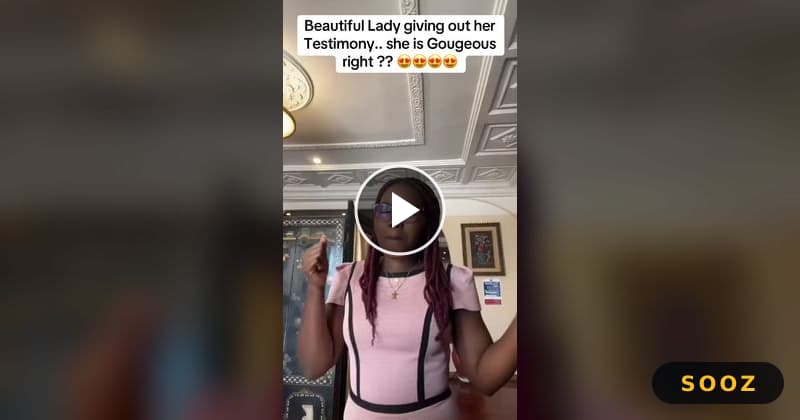 Beautiful Lady giving out her
Testimony.. she is Gougeous
right ?? 😍😍😍😍
SOOZ